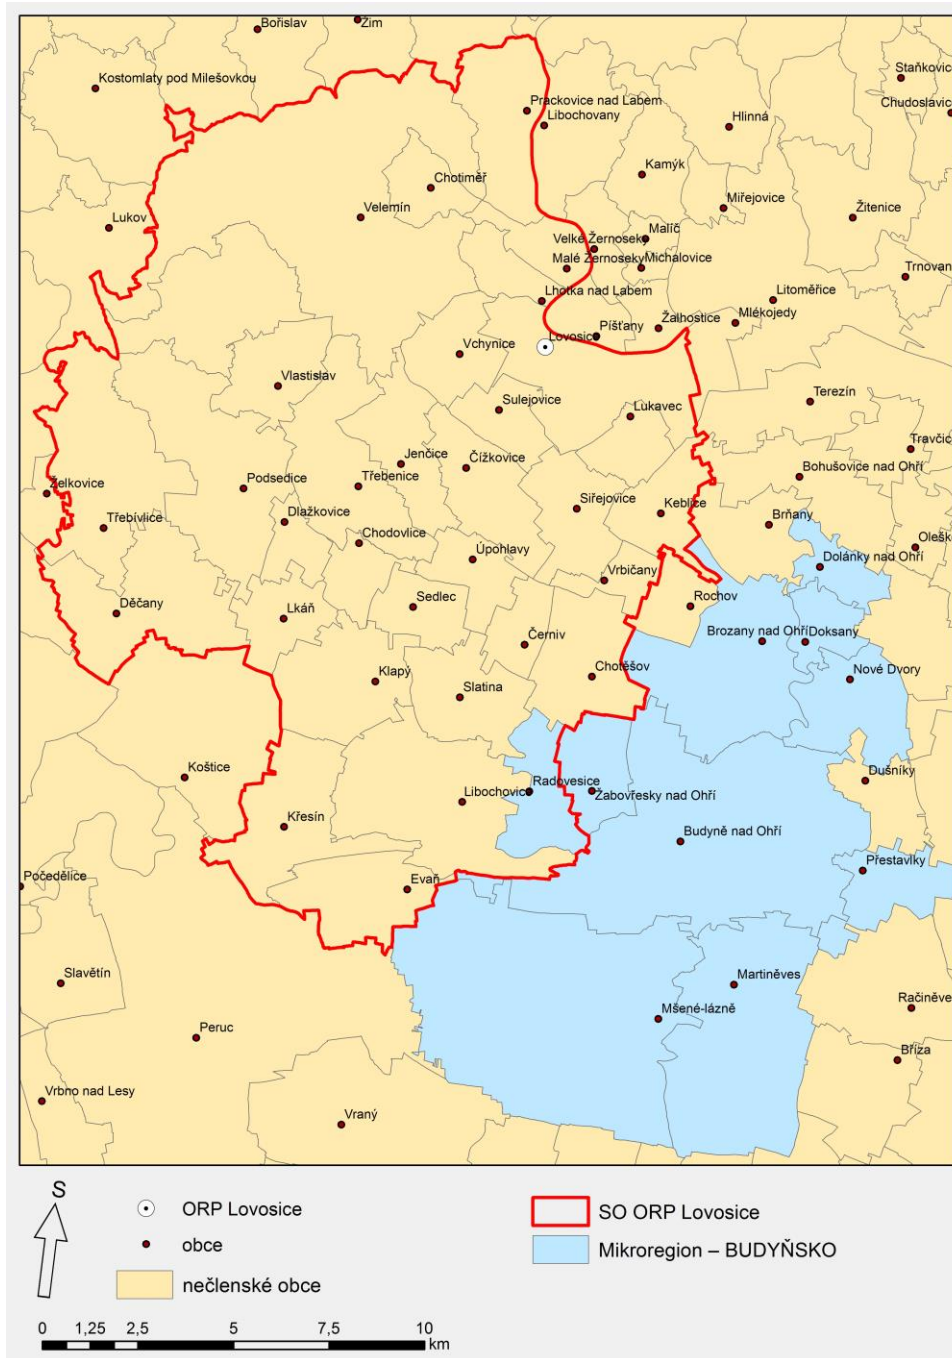 Bořislav
Žim
Kostomlaty pod Milešovkou
Staňkovice
Chudoslavic
Prackovice nad Labem
Libochovany
Hlinná
Kamýk
Chotiměř
Miřejovice
Velemín
Žitenice
Lukov
Malíč
Velké Žernoseky
Malé Žernoseky
Michalovice
Trnovan
Lhotka nad Labem
Litoměřice
Píšťany
Žalhostice
Mlékojedy
Lovosice
Vchynice
Vlastislav
Terezín
Sulejovice
Lukavec
Travčice
Jenčice
Čížkovice
Bohušovice nad Ohří
Želkovice
Podsedice
Třebenice
Siřejovice
Keblice
Třebívlice
Dlažkovice
Brňany
Chodovlice
Oleško
Úpohlavy
Dolánky nad Ohří
Vrbičany
Děčany
Lkáň
Sedlec
Rochov
Černiv
Brozany nad Ohří
Doksany
Klapý
Chotěšov
Nové Dvory
Slatina
Koštice
Dušníky
Libochovice
Radovesice
Žabovřesky nad Ohří
Křesín
Budyně nad Ohří
Přestavlky
Počedělice
Evaň
Slavětín
Martiněves
Račiněve
Mšené-lázně
Peruc
Bříza
Vrbno nad Lesy
Vraný
S
ORP Lovosice
obce
nečlenské obce
SO ORP Lovosice
Mikroregion – BUDYŇSKO
0 1,25 2,5 5 7,5 10
km